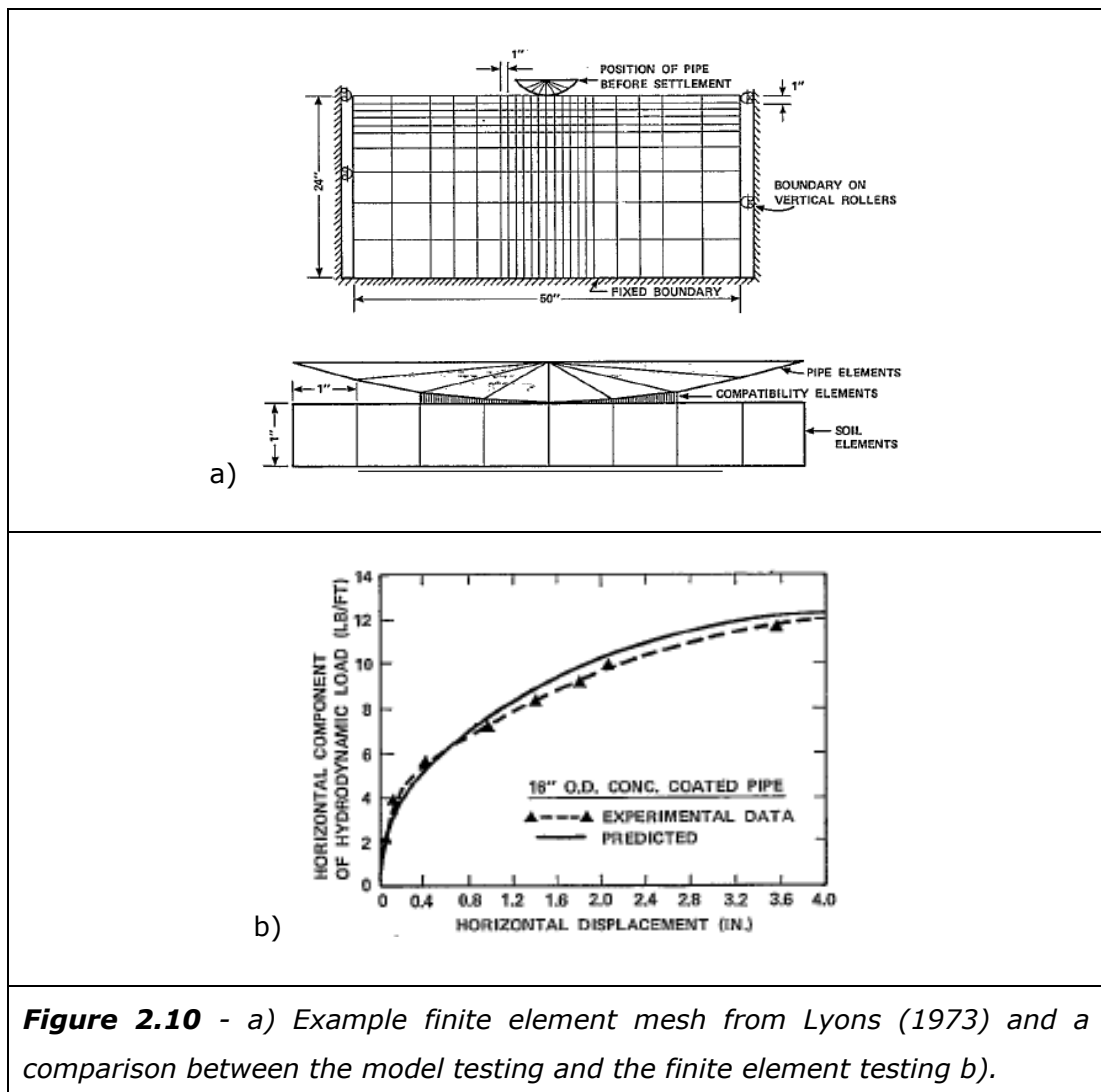 1"
POSITION OF PIPE
BEFORE SETTLEMENT
1"
24"
BOUNDARY ON
VERTICAL ROLLERS
FIXED BOUNDARY
50"
PIPE ELEMENTS
1"
COMPATIBILITY ELEMENTS
1"
SOIL
ELEMENTS
a)
HORIZONTAL COMPONENT
OF HYDRODYNAMIC LOAD (LB/FT)
14
12
10
8
6
4
2
0
16" O.D. CONC. COATED PIPE
EXPERIMENTAL DATA
PREDICTED
0 0.4 0.8 1.2 1.6 2.0 2.4 2.8 3.2 3.6 4.0
HORIZONTAL DISPLACEMENT (IN.)
b)
Figure 2.10 - a) Example finite element mesh from Lyons (1973) and a
comparison between the model testing and the finite element testing b).